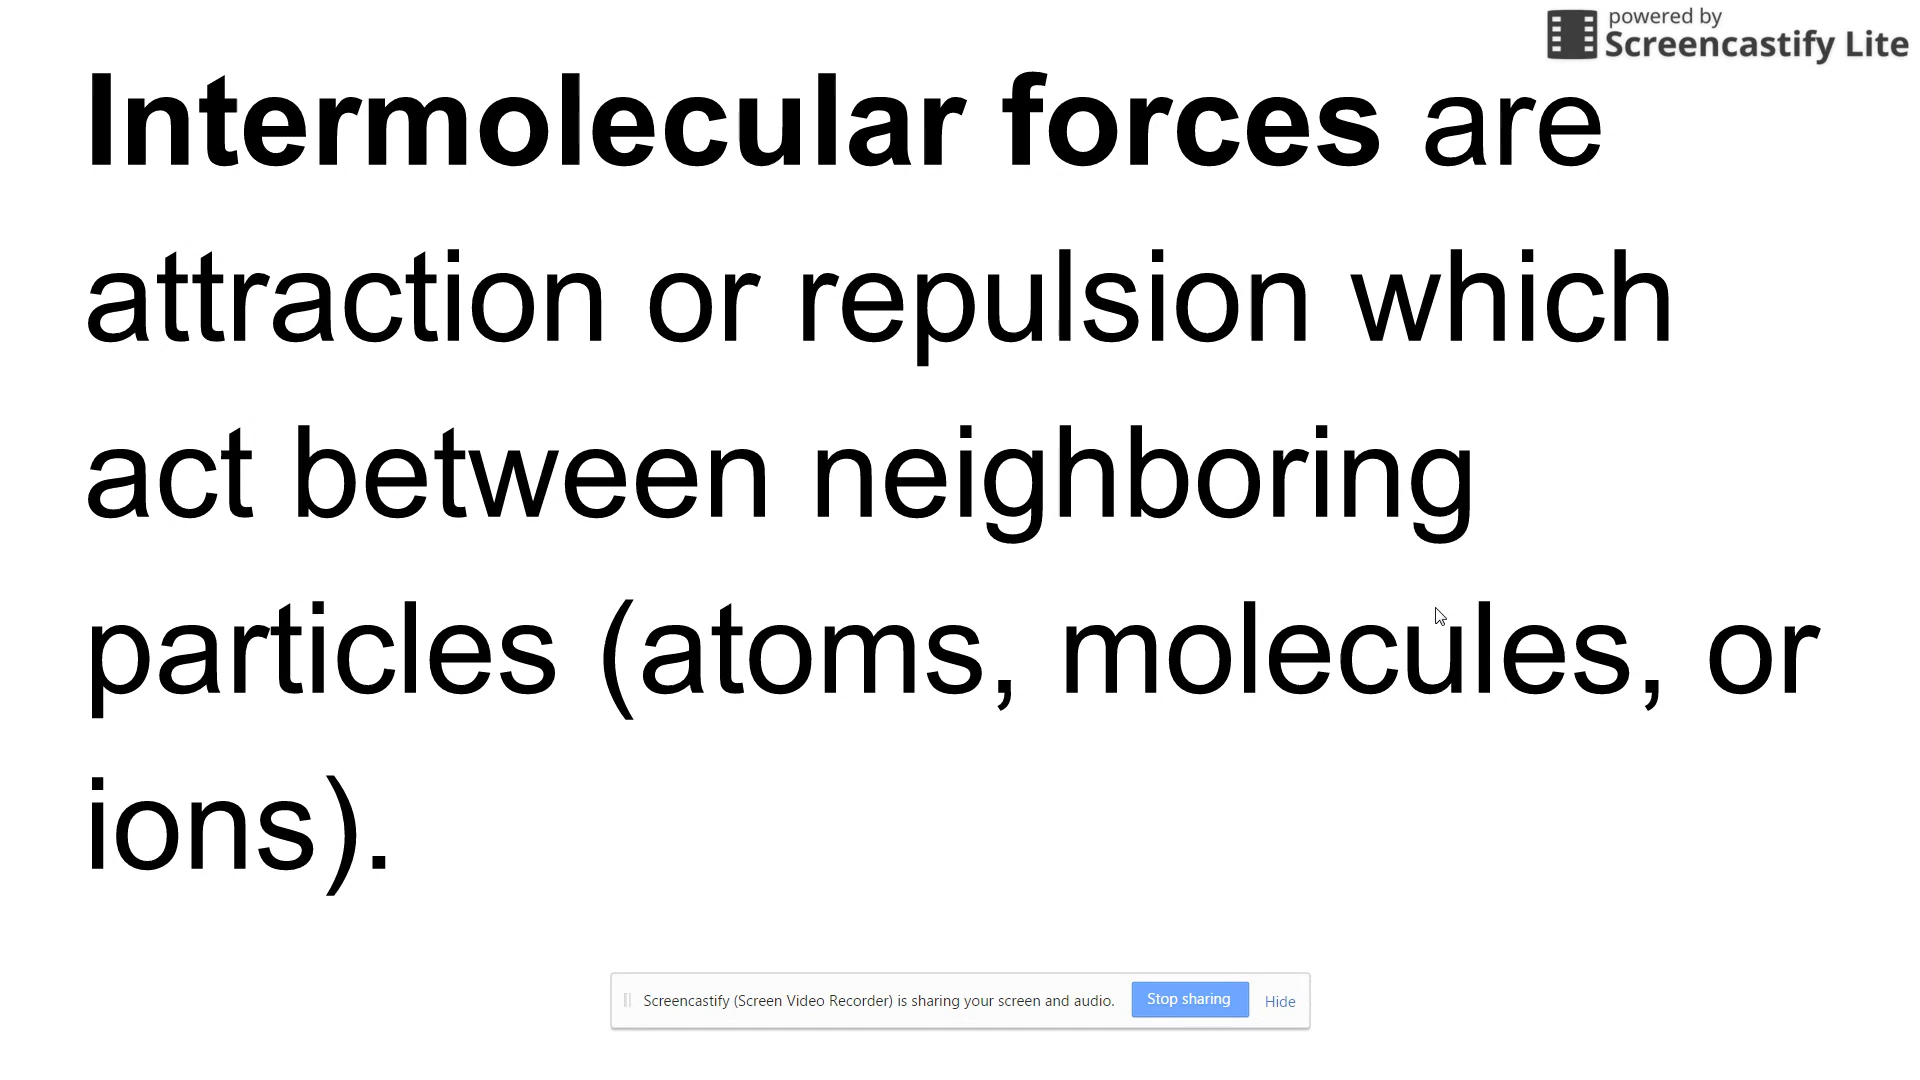 powered by
Screencastify Lite
Intermolecular forces are
attraction or repulsion which
act between neighboring
particles (atoms, molecules, or
ions).
Screencastify (Screen Video Recorder) is sharing your screen and audio. Stop sharing Hide